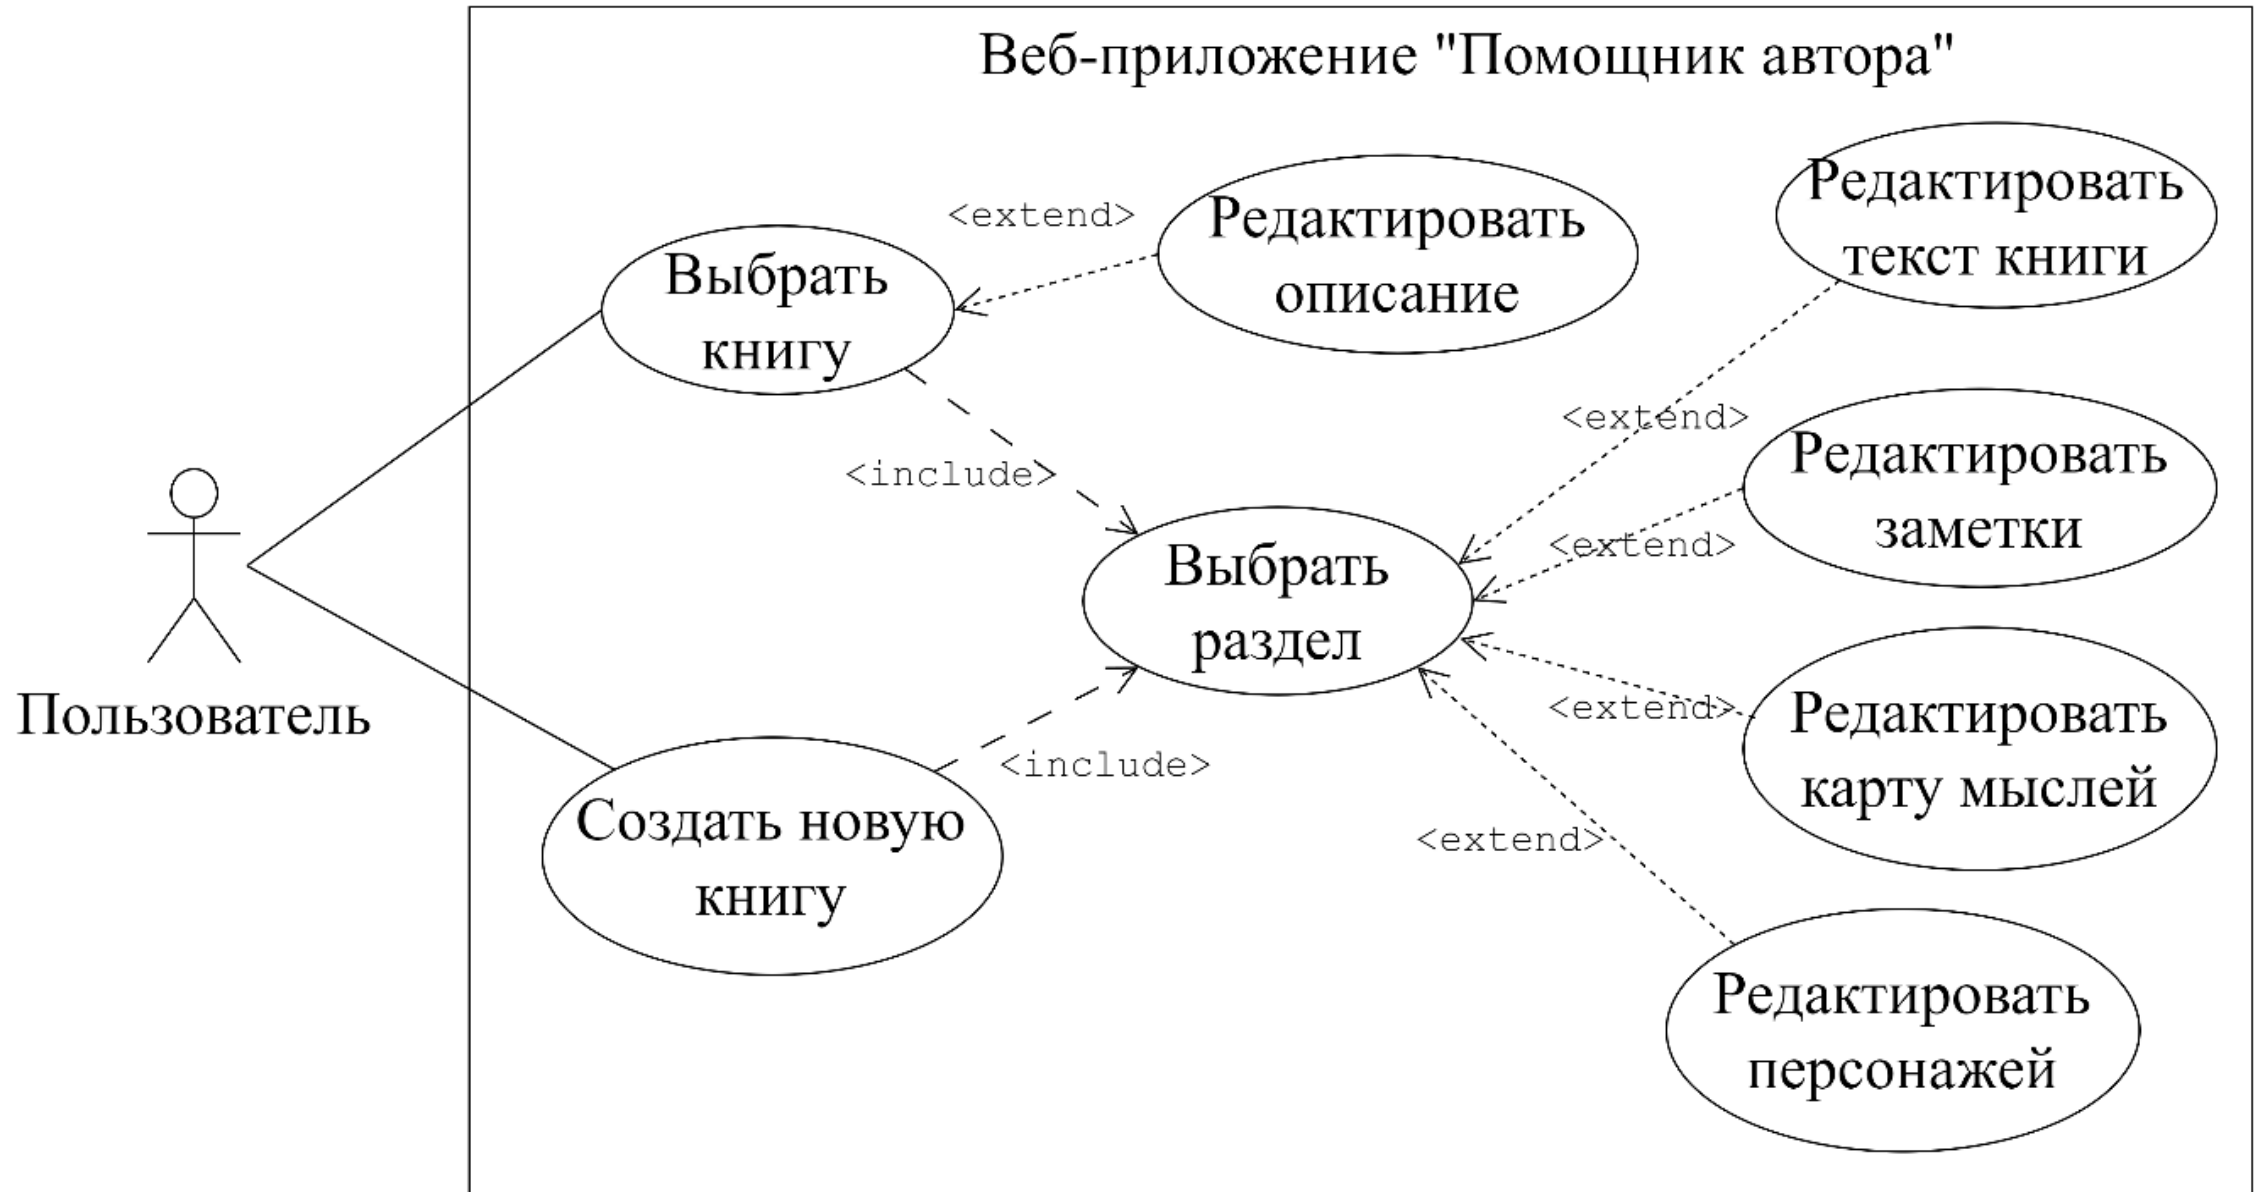 Веб-приложение "Помощник автора"
Редактировать
текст книги
<extend>
Редактировать
описание
Выбрать
книгу
<extend>
Редактировать
заметки
<include>
<extend>
Выбрать
раздел
Пользователь
<extend>
Редактировать
карту мыслей
<include>
Создать новую
книгу
<extend>
Редактировать
персонажей